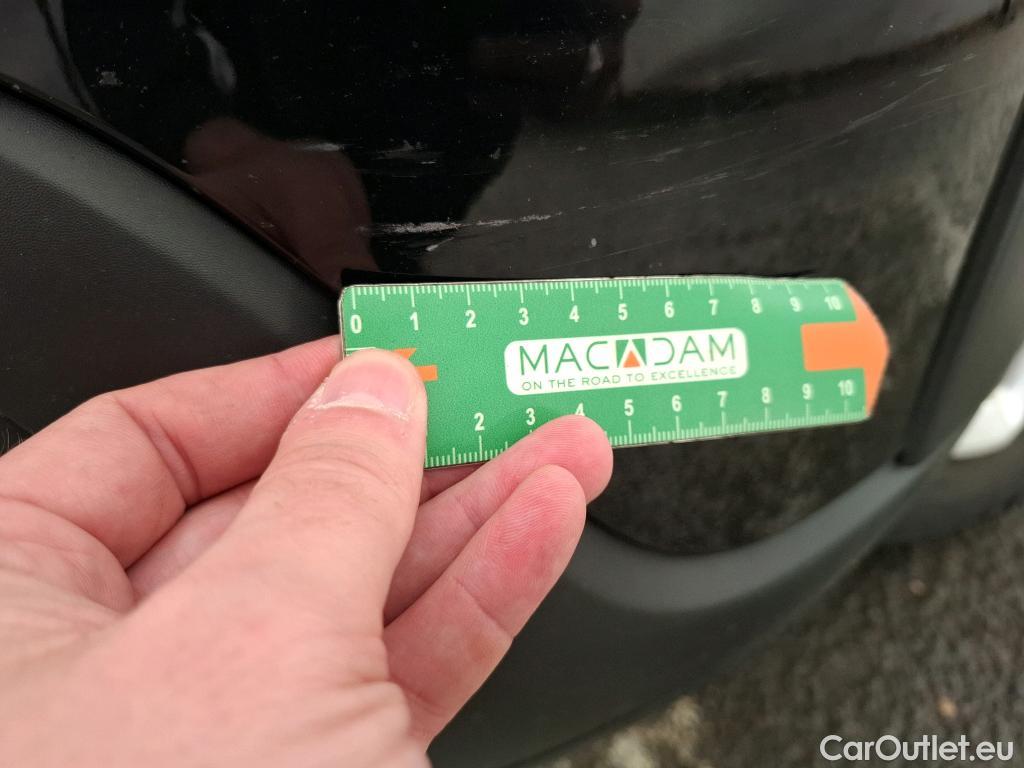 0 1 2 3 4 5 6 7 8 9 10
MACADAM
ON THE ROAD TO EXCELLENCE
2 3 4 5 6 7 8 9 10
CarOutlet.eu